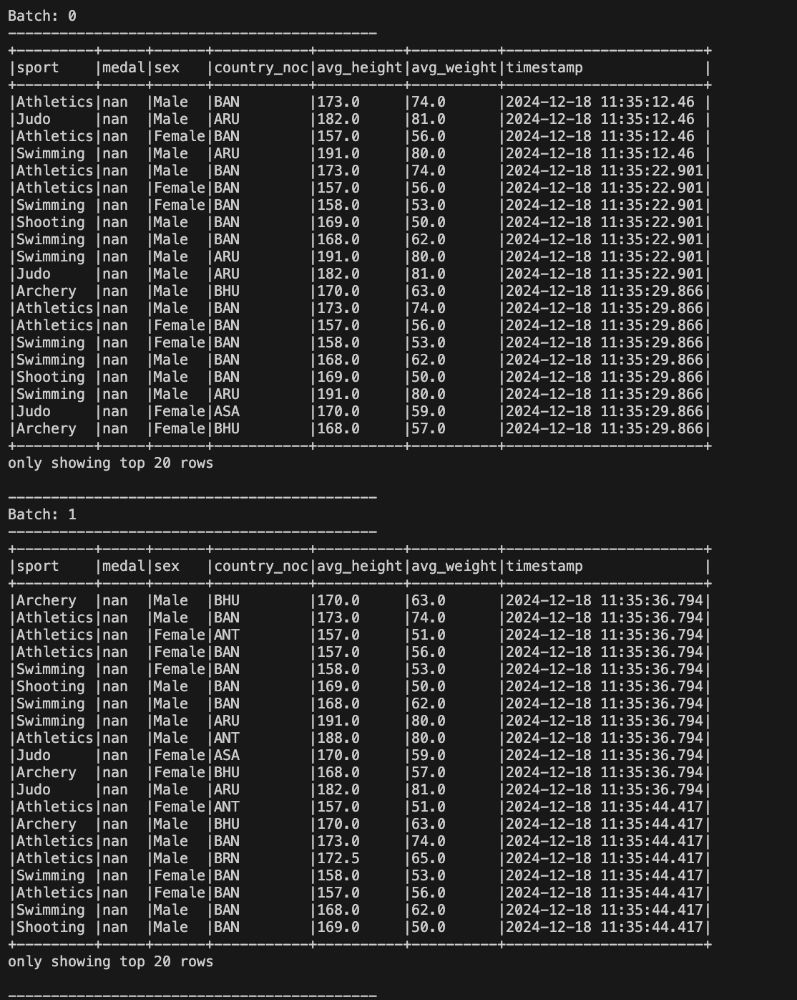 Batch: 0
-------------------------------------------
+---------+-----+------+-----------+----------+----------+-----------------------+
|sport    |medal|sex   |country_noc|avg_height|avg_weight|timestamp              |
+---------+-----+------+-----------+----------+----------+-----------------------+
|Athletics|nan  |Male  |BAN        |173.0     |74.0      |2024-12-18 11:35:12.46 |
|Judo     |nan  |Male  |ARU        |182.0     |81.0      |2024-12-18 11:35:12.46 |
|Athletics|nan  |Female|BAN        |157.0     |56.0      |2024-12-18 11:35:12.46 |
|Swimming |nan  |Male  |ARU        |191.0     |80.0      |2024-12-18 11:35:12.46 |
|Athletics|nan  |Male  |BAN        |173.0     |74.0      |2024-12-18 11:35:22.901|
|Athletics|nan  |Female|BAN        |157.0     |56.0      |2024-12-18 11:35:22.901|
|Swimming |nan  |Female|BAN        |158.0     |53.0      |2024-12-18 11:35:22.901|
|Shooting |nan  |Male  |BAN        |169.0     |50.0      |2024-12-18 11:35:22.901|
|Swimming |nan  |Male  |BAN        |168.0     |62.0      |2024-12-18 11:35:22.901|
|Swimming |nan  |Male  |ARU        |191.0     |80.0      |2024-12-18 11:35:22.901|
|Judo     |nan  |Male  |ARU        |182.0     |81.0      |2024-12-18 11:35:22.901|
|Archery  |nan  |Male  |BHU        |170.0     |63.0      |2024-12-18 11:35:29.866|
|Athletics|nan  |Male  |BAN        |173.0     |74.0      |2024-12-18 11:35:29.866|
|Athletics|nan  |Female|BAN        |157.0     |56.0      |2024-12-18 11:35:29.866|
|Swimming |nan  |Female|BAN        |158.0     |53.0      |2024-12-18 11:35:29.866|
|Swimming |nan  |Male  |BAN        |168.0     |62.0      |2024-12-18 11:35:29.866|
|Shooting |nan  |Male  |BAN        |169.0     |50.0      |2024-12-18 11:35:29.866|
|Swimming |nan  |Male  |ARU        |191.0     |80.0      |2024-12-18 11:35:29.866|
|Judo     |nan  |Female|ASA        |170.0     |59.0      |2024-12-18 11:35:29.866|
|Archery  |nan  |Female|BHU        |168.0     |57.0      |2024-12-18 11:35:29.866|
+---------+-----+------+-----------+----------+----------+-----------------------+
only showing top 20 rows
-------------------------------------------
Batch: 1
-------------------------------------------
+---------+-----+------+-----------+----------+----------+-----------------------+
|sport    |medal|sex   |country_noc|avg_height|avg_weight|timestamp              |
+---------+-----+------+-----------+----------+----------+-----------------------+
|Archery  |nan  |Male  |BHU        |170.0     |63.0      |2024-12-18 11:35:36.794|
|Athletics|nan  |Male  |BAN        |173.0     |74.0      |2024-12-18 11:35:36.794|
|Athletics|nan  |Female|ANT        |157.0     |51.0      |2024-12-18 11:35:36.794|
|Athletics|nan  |Female|BAN        |157.0     |56.0      |2024-12-18 11:35:36.794|
|Swimming |nan  |Female|BAN        |158.0     |53.0      |2024-12-18 11:35:36.794|
|Shooting |nan  |Male  |BAN        |169.0     |50.0      |2024-12-18 11:35:36.794|
|Swimming |nan  |Male  |BAN        |168.0     |62.0      |2024-12-18 11:35:36.794|
|Swimming |nan  |Male  |ARU        |191.0     |80.0      |2024-12-18 11:35:36.794|
|Athletics|nan  |Male  |ANT        |188.0     |80.0      |2024-12-18 11:35:36.794|
|Judo     |nan  |Female|ASA        |170.0     |59.0      |2024-12-18 11:35:36.794|
|Archery  |nan  |Female|BHU        |168.0     |57.0      |2024-12-18 11:35:36.794|
|Judo     |nan  |Male  |ARU        |182.0     |81.0      |2024-12-18 11:35:36.794|
|Athletics|nan  |Female|ANT        |157.0     |51.0      |2024-12-18 11:35:44.417|
|Archery  |nan  |Male  |BHU        |170.0     |63.0      |2024-12-18 11:35:44.417|
|Athletics|nan  |Male  |BAN        |173.0     |74.0      |2024-12-18 11:35:44.417|
|Athletics|nan  |Male  |BRN        |172.5     |65.0      |2024-12-18 11:35:44.417|
|Swimming |nan  |Female|BAN        |158.0     |53.0      |2024-12-18 11:35:44.417|
|Athletics|nan  |Female|BAN        |157.0     |56.0      |2024-12-18 11:35:44.417|
|Swimming |nan  |Male  |BAN        |168.0     |62.0      |2024-12-18 11:35:44.417|
|Shooting |nan  |Male  |BAN        |169.0     |50.0      |2024-12-18 11:35:44.417|
+---------+-----+------+-----------+----------+----------+-----------------------+
only showing top 20 rows
-------------------------------------------